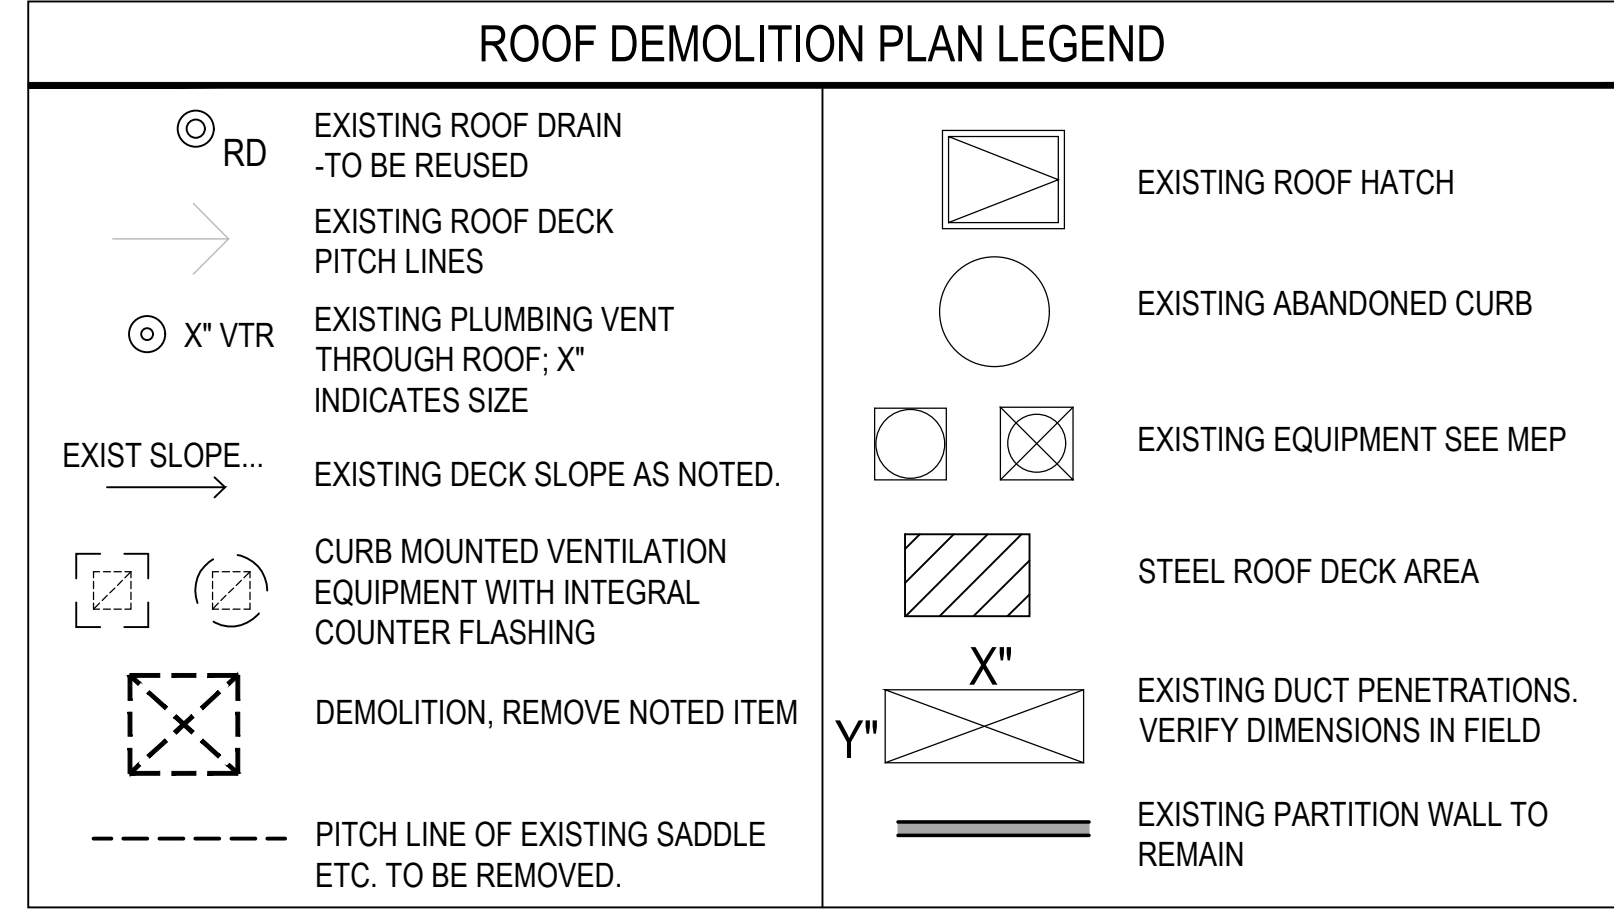 ROOF DEMOLITION PLAN LEGEND
RD
EXISTING ROOF DRAIN
-TO BE REUSED
EXISTING ROOF DECK
PITCH LINES
X" VTR
EXISTING PLUMBING VENT
THROUGH ROOF; X"
INDICATES SIZE
EXIST SLOPE...
EXISTING DECK SLOPE AS NOTED.
CURB MOUNTED VENTILATION
EQUIPMENT WITH INTEGRAL
COUNTER FLASHING
DEMOLITION, REMOVE NOTED ITEM
PITCH LINE OF EXISTING SADDLE
ETC. TO BE REMOVED.
EXISTING ROOF HATCH
EXISTING ABANDONED CURB
EXISTING EQUIPMENT SEE MEP
STEEL ROOF DECK AREA
X"
Y"
EXISTING DUCT PENETRATIONS.
VERIFY DIMENSIONS IN FIELD
EXISTING PARTITION WALL TO
REMAIN